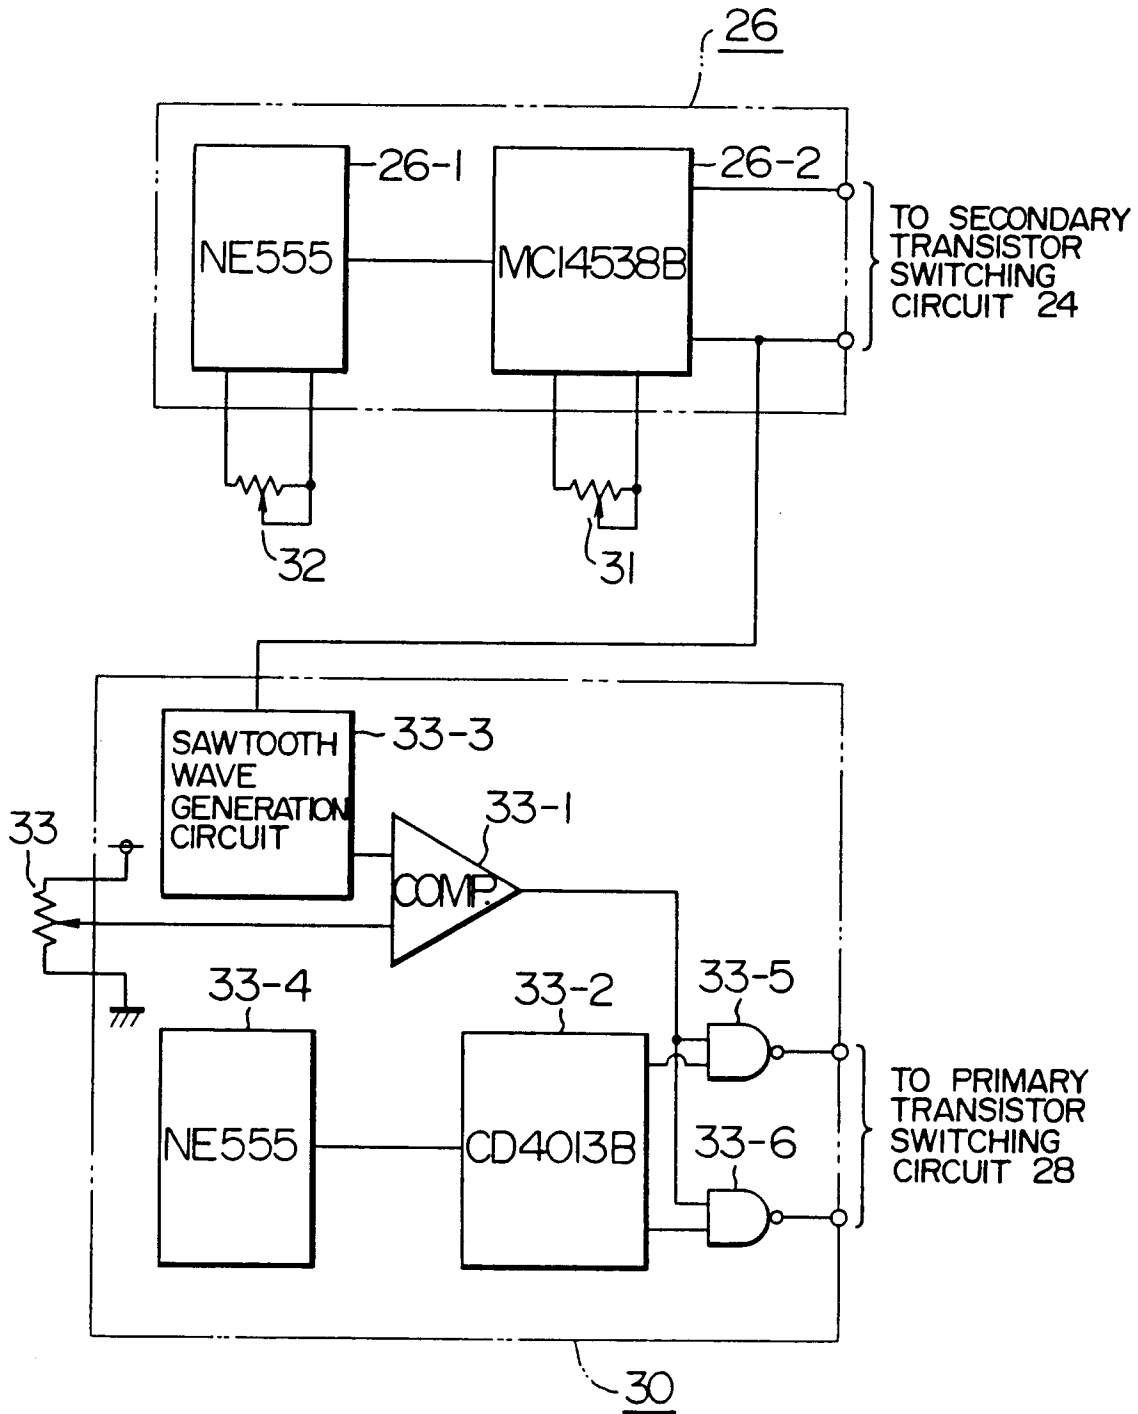 26
26-1
26-2
NE555
MC14538B
TO SECONDARY
TRANSISTOR
SWITCHING
CIRCUIT 24
32
31
33-3
SAWTOOTH
WAVE
GENERATION
CIRCUIT
33-1
33
COMP.
33-4
33-2
33-5
NE555
CD4013B
TO PRIMARY
TRANSISTOR
SWITCHING
CIRCUIT 28
33-6
30